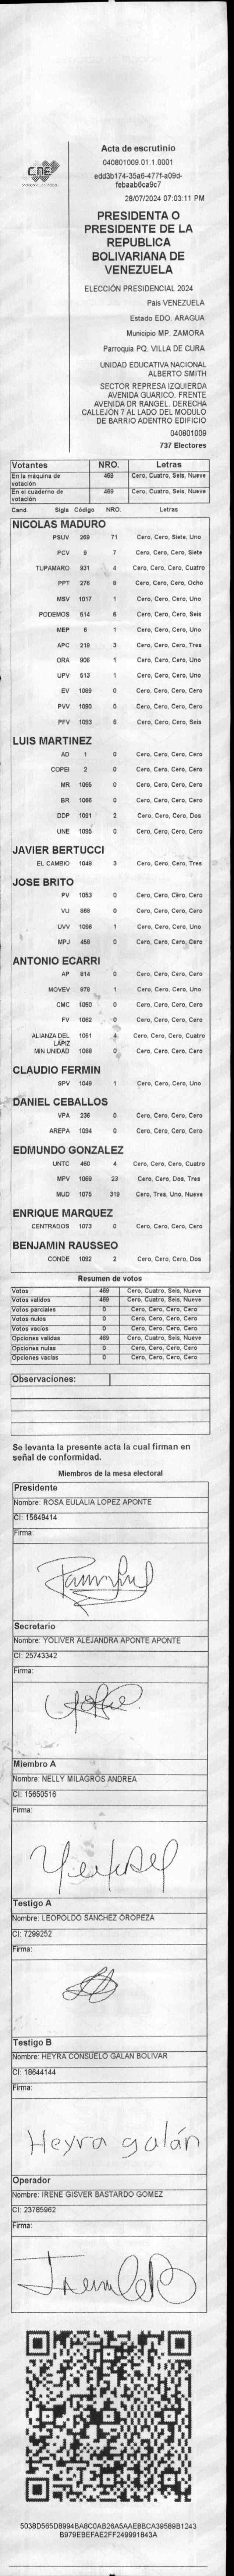 CNE
Acta de escrutinio
040801009.01.1.0001
edd3b174-35a6-477f-a09d-
febaab6ca9c7
28/07/2024 07:03:11 PM
PRESIDENTA O
PRESIDENTE DE LA
REPUBLICA
BOLIVARIANA DE
VENEZUELA
ELECCIÓN PRESIDENCIAL 2024
Pais VENEZUELA
Estado EDO. ARAGUA
Municipio MP. ZAMORA
Parroquia PQ. VILLA DE CURA
UNIDAD EDUCATIVA NACIONAL
ALBERTO SMITH
SECTOR REPRESA IZQUIERDA
AVENIDA GUARICO. FRENTE
AVENIDA DR RANGEL. DERECHA
CALLEJÓN 7 AL LADO DEL MODULO
DE BARRIO ADENTRO EDIFICIO
040801009
737 Electores
Votantes NRO. Letras
En la máquina de votación 469 Cero, Cuatro, Seis, Nueve
En el cuaderno de votación 469 Cero, Cuatro, Seis, Nueve
Cand. Sigla Código NRO. Letras
NICOLAS MADURO
PSUV 269 71 Cero, Cero, Siete, Uno
PCV 9 7 Cero, Cero, Cero, Siete
TUPAMARO 931 4 Cero, Cero, Cero, Cuatro
PPT 276 8 Cero, Cero, Cero, Ocho
MSV 1017 1 Cero, Cero, Cero, Uno
PODEMOS 514 6 Cero, Cero, Cero, Seis
MEP 6 1 Cero, Cero, Cero, Uno
APC 219 3 Cero, Cero, Cero, Tres
ORA 906 1 Cero, Cero, Cero, Uno
UPV 513 1 Cero, Cero, Cero, Uno
EV 1089 0 Cero, Cero, Cero, Cero
PVV 1090 0 Cero, Cero, Cero, Cero
PFV 1093 6 Cero, Cero, Cero, Seis
LUIS MARTINEZ
AD 1 0 Cero, Cero, Cero, Cero
COPEI 2 0 Cero, Cero, Cero, Cero
MR 1065 0 Cero, Cero, Cero, Cero
BR 1066 0 Cero, Cero, Cero, Cero
DDP 1091 2 Cero, Cero, Cero, Dos
UNE 1095 0 Cero, Cero, Cero, Cero
JAVIER BERTUCCI
EL CAMBIO 1048 3 Cero, Cero, Cero, Tres
JOSE BRITO
PV 1053 0 Cero, Cero, Cero, Cero
VU 868 0 Cero, Cero, Cero, Cero
UVV 1096 1 Cero, Cero, Cero, Uno
MPJ 458 0 Cero, Cero, Cero, Cero
ANTONIO ECARRI
AP 914 0 Cero, Cero, Cero, Cero
MOVEV 879 1 Cero, Cero, Cero, Uno
CMC 1050 0 Cero, Cero, Cero, Cero
FV 1062 0 Cero, Cero, Cero, Cero
ALIANZA DEL LÁPIZ 1051 4 Cero, Cero, Cero, Cuatro
MIN UNIDAD 1058 0 Cero, Cero, Cero, Cero
CLAUDIO FERMIN
SPV 1049 1 Cero, Cero, Cero, Uno
DANIEL CEBALLOS
VPA 236 0 Cero, Cero, Cero, Cero
AREPA 1094 0 Cero, Cero, Cero, Cero
EDMUNDO GONZALEZ
UNTC 460 4 Cero, Cero, Cero, Cuatro
MPV 1069 23 Cero, Cero, Dos, Tres
MUD 1075 319 Cero, Tres, Uno, Nueve
ENRIQUE MARQUEZ
CENTRADOS 1073 0 Cero, Cero, Cero, Cero
BENJAMIN RAUSSEO
CONDE 1092 2 Cero, Cero, Cero, Dos
Resumen de votos
Votos 469 Cero, Cuatro, Seis, Nueve
Votos validos 469 Cero, Cuatro, Seis, Nueve
Votos parciales 0 Cero, Cero, Cero, Cero
Votos nulos 0 Cero, Cero, Cero, Cero
Votos vacios 0 Cero, Cero, Cero, Cero
Opciones validas 469 Cero, Cuatro, Seis, Nueve
Opciones nulas 0 Cero, Cero, Cero, Cero
Opciones vacias 0 Cero, Cero, Cero, Cero
Observaciones:
Se levanta la presente acta la cual firman en
señal de conformidad.
Miembros de la mesa electoral
Presidente
Nombre: ROSA EULALIA LOPEZ APONTE
CI: 15649414
Firma:
Secretario
Nombre: YOLIVER ALEJANDRA APONTE APONTE
CI: 25743342
Firma:
Miembro A
Nombre: NELLY MILAGROS ANDREA
CI: 15650516
Firma:
Testigo A
Nombre: LEOPOLDO SANCHEZ OROPEZA
CI: 7299252
Firma:
Testigo B
Nombre: HEYRA CONSUELO GALAN BOLIVAR
CI: 18644144
Firma:
Heyra galán
Operador
Nombre: IRENE GISVER BASTARDO GOMEZ
CI: 23785962
Firma:
5038D565D8994BA8C0AB26A5AAE8BCA39589B1243
B979EBEFAE2FF249991843A